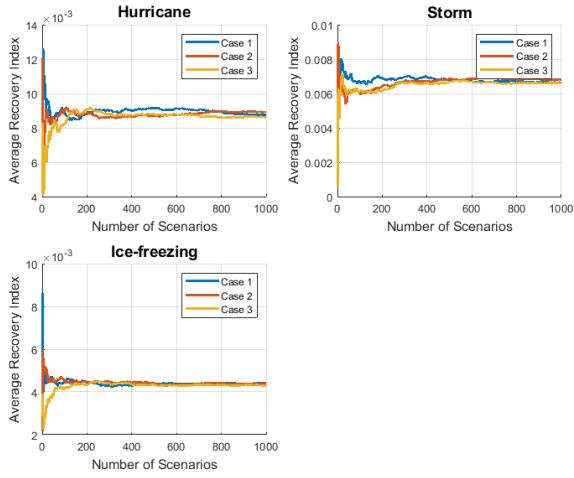 Hurricane
× 10⁻³
14
12
10
8
6
4
0 200 400 600 800 1000
Average Recovery Index
Number of Scenarios
Case 1
Case 2
Case 3
Storm
0.01
0.008
0.006
0.004
0.002
0
0 200 400 600 800 1000
Average Recovery Index
Number of Scenarios
Case 1
Case 2
Case 3
Ice-freezing
× 10⁻³
10
8
6
4
2
0 200 400 600 800 1000
Average Recovery Index
Number of Scenarios
Case 1
Case 2
Case 3